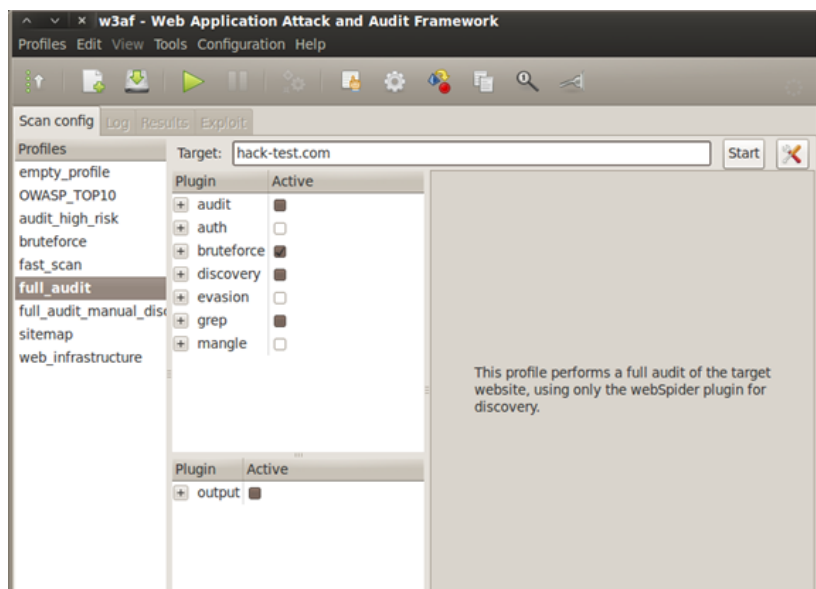 w3af - Web Application Attack and Audit Framework
Profiles Edit View Tools Configuration Help
Scan config Log Results Exploit
Profiles
empty_profile
OWASP_TOP10
audit_high_risk
bruteforce
fast_scan
full_audit
full_audit_manual_disc
sitemap
web_infrastructure
Target: hack-test.com Start
Plugin Active
audit
auth
bruteforce
discovery
evasion
grep
mangle
Plugin Active
output
This profile performs a full audit of the target
website, using only the webSpider plugin for
discovery.